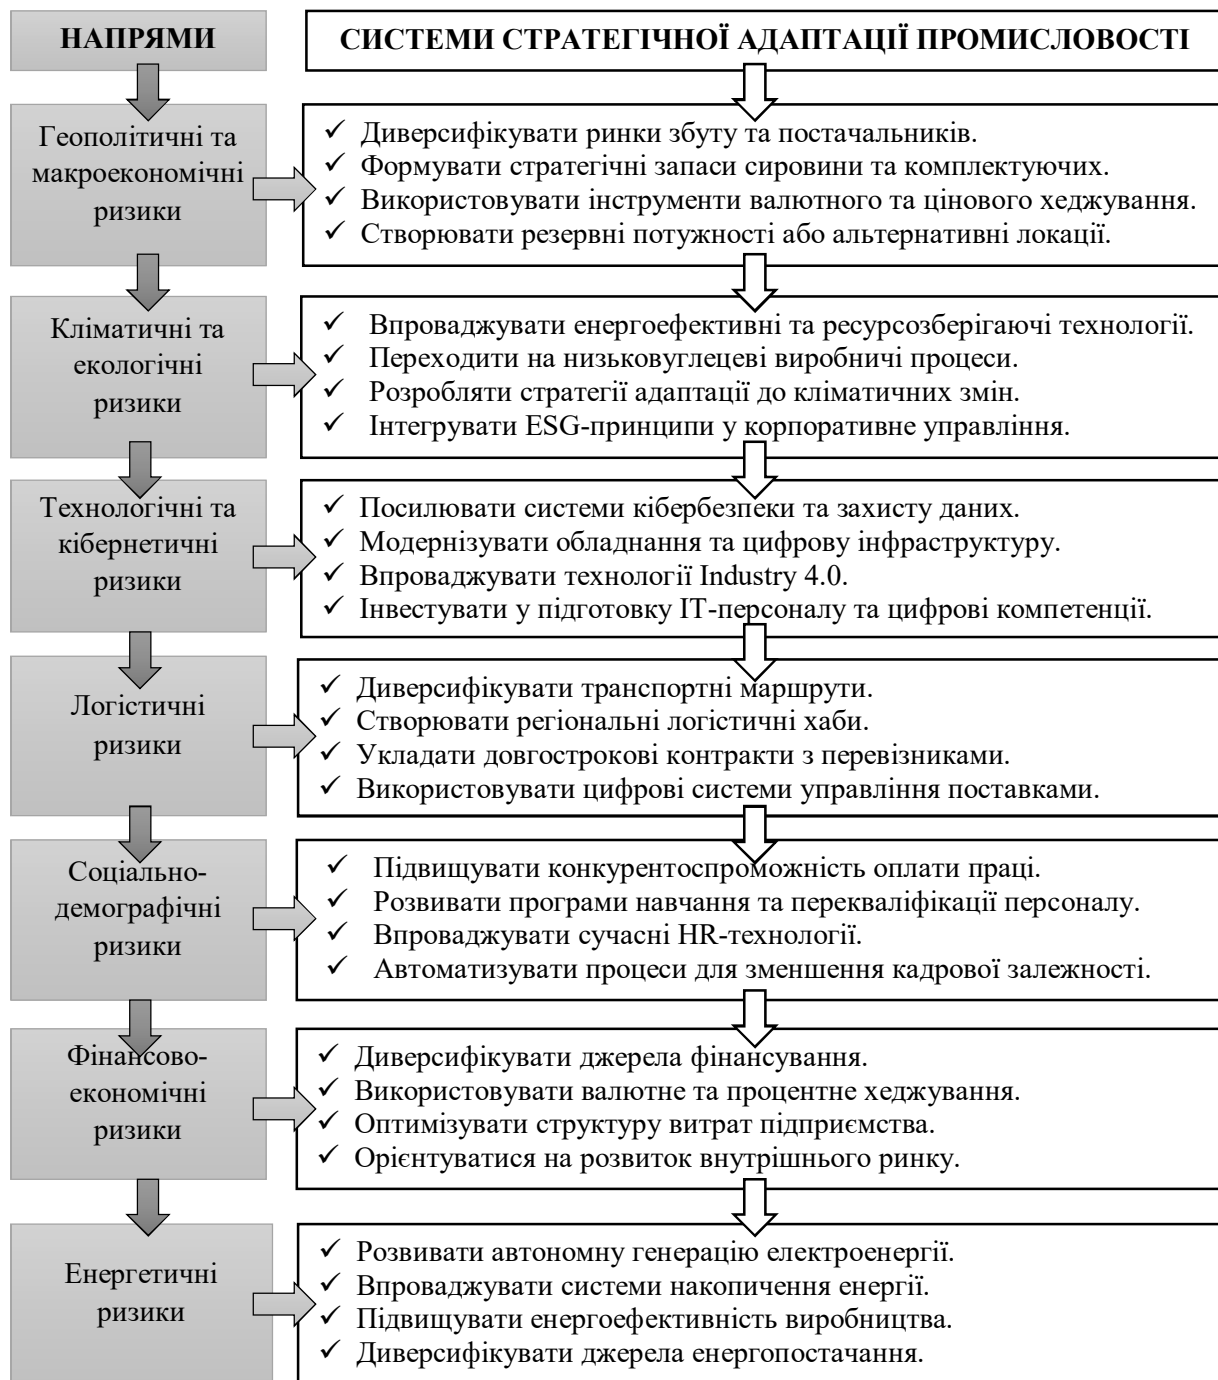 НАПРЯМИ
СИСТЕМИ СТРАТЕГІЧНОЇ АДАПТАЦІЇ ПРОМИСЛОВОСТІ
Геополітичні та
макроекономічні
ризики
✓ Диверсифікувати ринки збуту та постачальників.
✓ Формувати стратегічні запаси сировини та комплектуючих.
✓ Використовувати інструменти валютного та цінового хеджування.
✓ Створювати резервні потужності або альтернативні локації.
Кліматичні та
екологічні
ризики
✓ Впроваджувати енергоефективні та ресурсозберігаючі технології.
✓ Переходити на низьковуглецеві виробничі процеси.
✓ Розробляти стратегії адаптації до кліматичних змін.
✓ Інтегрувати ESG-принципи у корпоративне управління.
Технологічні та
кібернетичні
ризики
✓ Посилювати системи кібербезпеки та захисту даних.
✓ Модернізувати обладнання та цифрову інфраструктуру.
✓ Впроваджувати технології Industry 4.0.
✓ Інвестувати у підготовку ІТ-персоналу та цифрові компетенції.
Логістичні
ризики
✓ Диверсифікувати транспортні маршрути.
✓ Створювати регіональні логістичні хаби.
✓ Укладати довгострокові контракти з перевізниками.
✓ Використовувати цифрові системи управління поставками.
Соціально-
демографічні
ризики
✓ Підвищувати конкурентоспроможність оплати праці.
✓ Розвивати програми навчання та перекваліфікації персоналу.
✓ Впроваджувати сучасні HR-технології.
✓ Автоматизувати процеси для зменшення кадрової залежності.
Фінансово-
економічні
ризики
✓ Диверсифікувати джерела фінансування.
✓ Використовувати валютне та процентне хеджування.
✓ Оптимізувати структуру витрат підприємства.
✓ Орієнтуватися на розвиток внутрішнього ринку.
Енергетичні
ризики
✓ Розвивати автономну генерацію електроенергії.
✓ Впроваджувати системи накопичення енергії.
✓ Підвищувати енергоефективність виробництва.
✓ Диверсифікувати джерела енергопостачання.